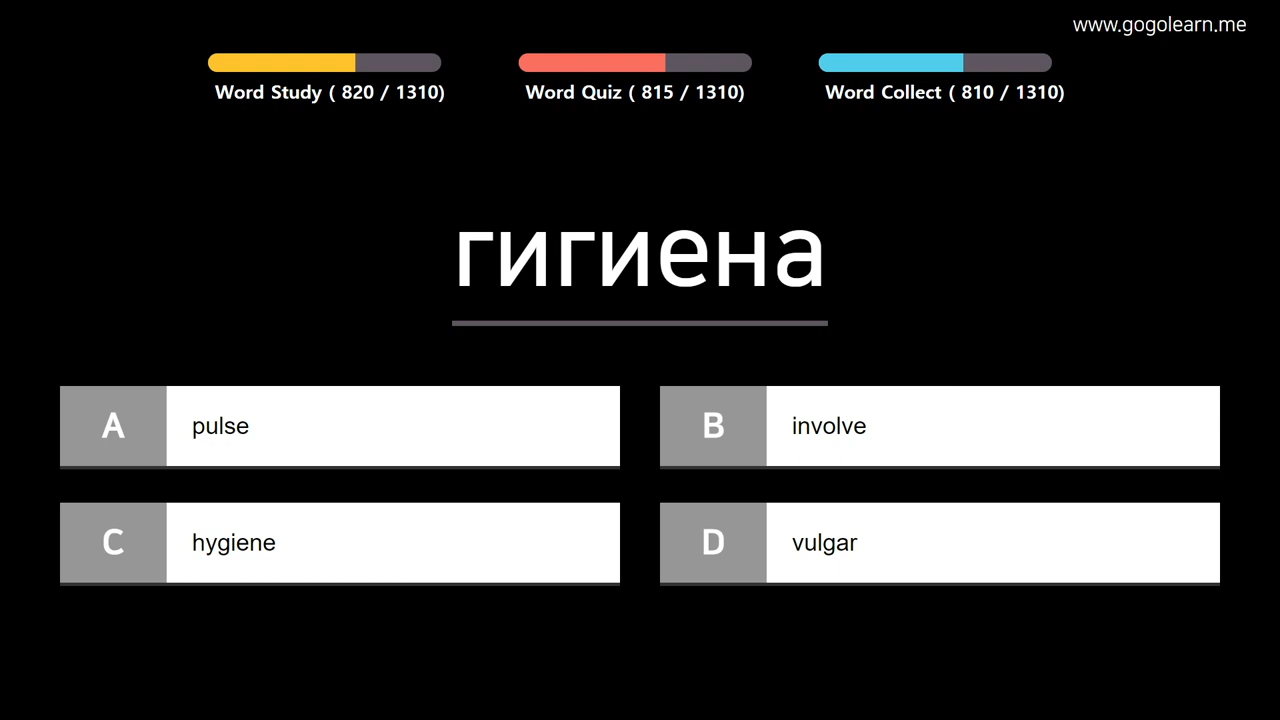 www.gogolearn.me
Word Study ( 820 / 1310)
Word Quiz ( 815 / 1310)
Word Collect ( 810 / 1310)
гигиена
A pulse
B involve
C hygiene
D vulgar